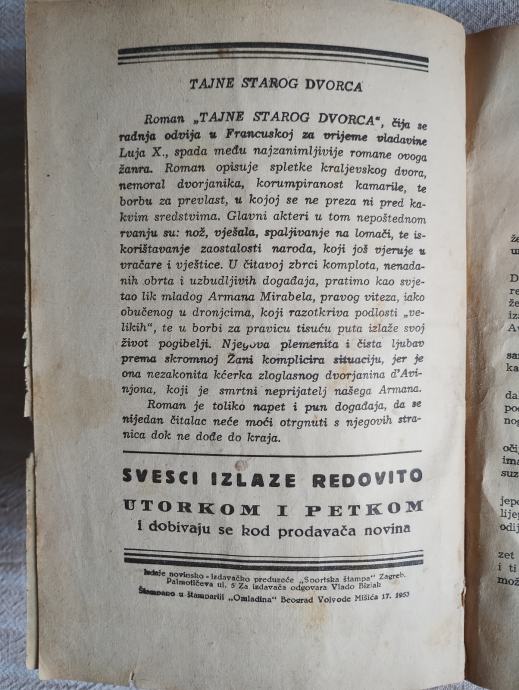 TAJNE STAROG DVORCA
Roman „TAJNE STAROG DVORCA“, čija se
radnja odvija u Francuskoj za vrijeme vladavine
Luja X., spada među najzanimljivije romane ovoga
žanra. Roman opisuje spletke kraljevskog dvora,
nemoral dvorjanika, korumpiranost kamarile, te
borbu za prevlast, u kojoj se ne preza ni pred ka-
kvim sredstvima. Glavni akteri u tom nepoštednom
rvanju su: nož, vješala, spaljivanje na lomači, te is-
korištavanje zaostalosti naroda, koji još vjeruje u
vračare i vještice. U čitavoj zbrci komplota, nenada-
nih obrta i uzbudljivih događaja, pratimo kao svje-
tao lik mladog Armana Mirabela, pravog viteza, iako
obučenog u dronjcima, koji razotkriva podlosti „ve-
likih“, te u borbi za pravicu tisuću puta izlaže svoj
život pogibelji. Njegova plemenita i čista ljubav
prema skromnoj Žani komplicira situaciju, jer je
ona nezakonita kćerka zloglasnog dvorjanina d'Avi-
njona, koji je smrtni neprijatelj našega Armana.
Roman je toliko napet i pun događaja, da se
nijedan čitalac neće moći otrgnuti s njegovih stra-
nica dok ne dođe do kraja.
SVESCI IZLAZE REDOVITO
UTORKOM I PETKOM
i dobivaju se kod prodavača novina
Izdaje novinsko-izdavačko preduzeće „Sportska štampa“ Zagreb.
Palmotićeva ul. 5 Za izdavača odgovara Vlado Bizjak
Štampano u štampariji „Omladina“ Beograd Vojvode Mišića 17. 1953